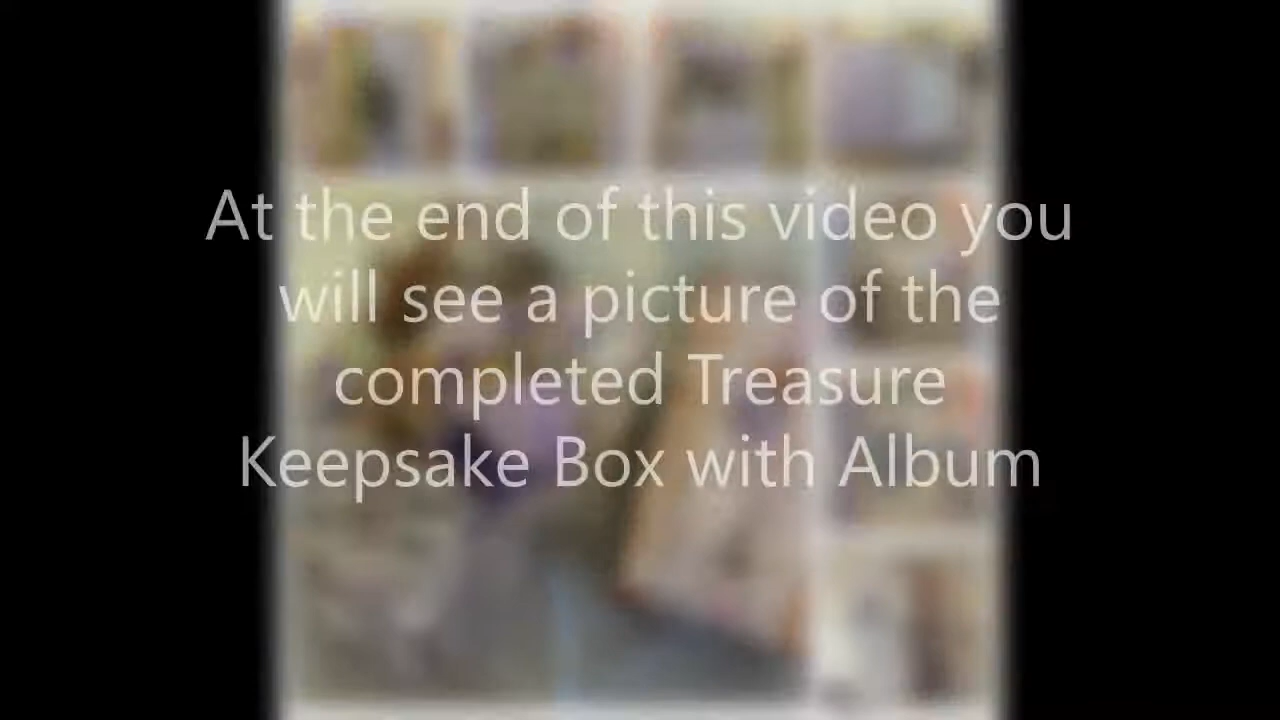 At the end of this video you
will see a picture of the
completed Treasure
Keepsake Box with Album